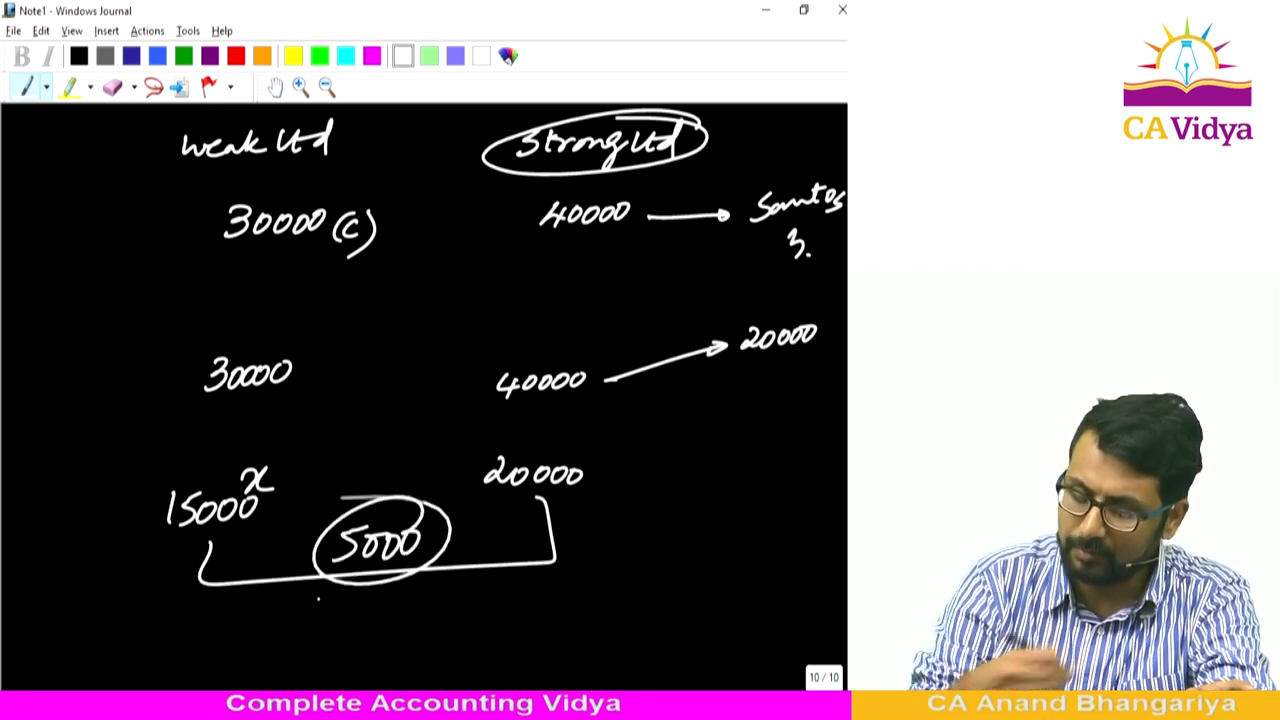 Note1 - Windows Journal
File Edit View Insert Actions Tools Help
B I
CA Vidya
Weak Ltd Strong Ltd
30000 (C) 40000 Santos
3.
20000
30000 40000
15000 x 20000
5000
10 / 10
Complete Accounting Vidya CA Anand Bhangariya